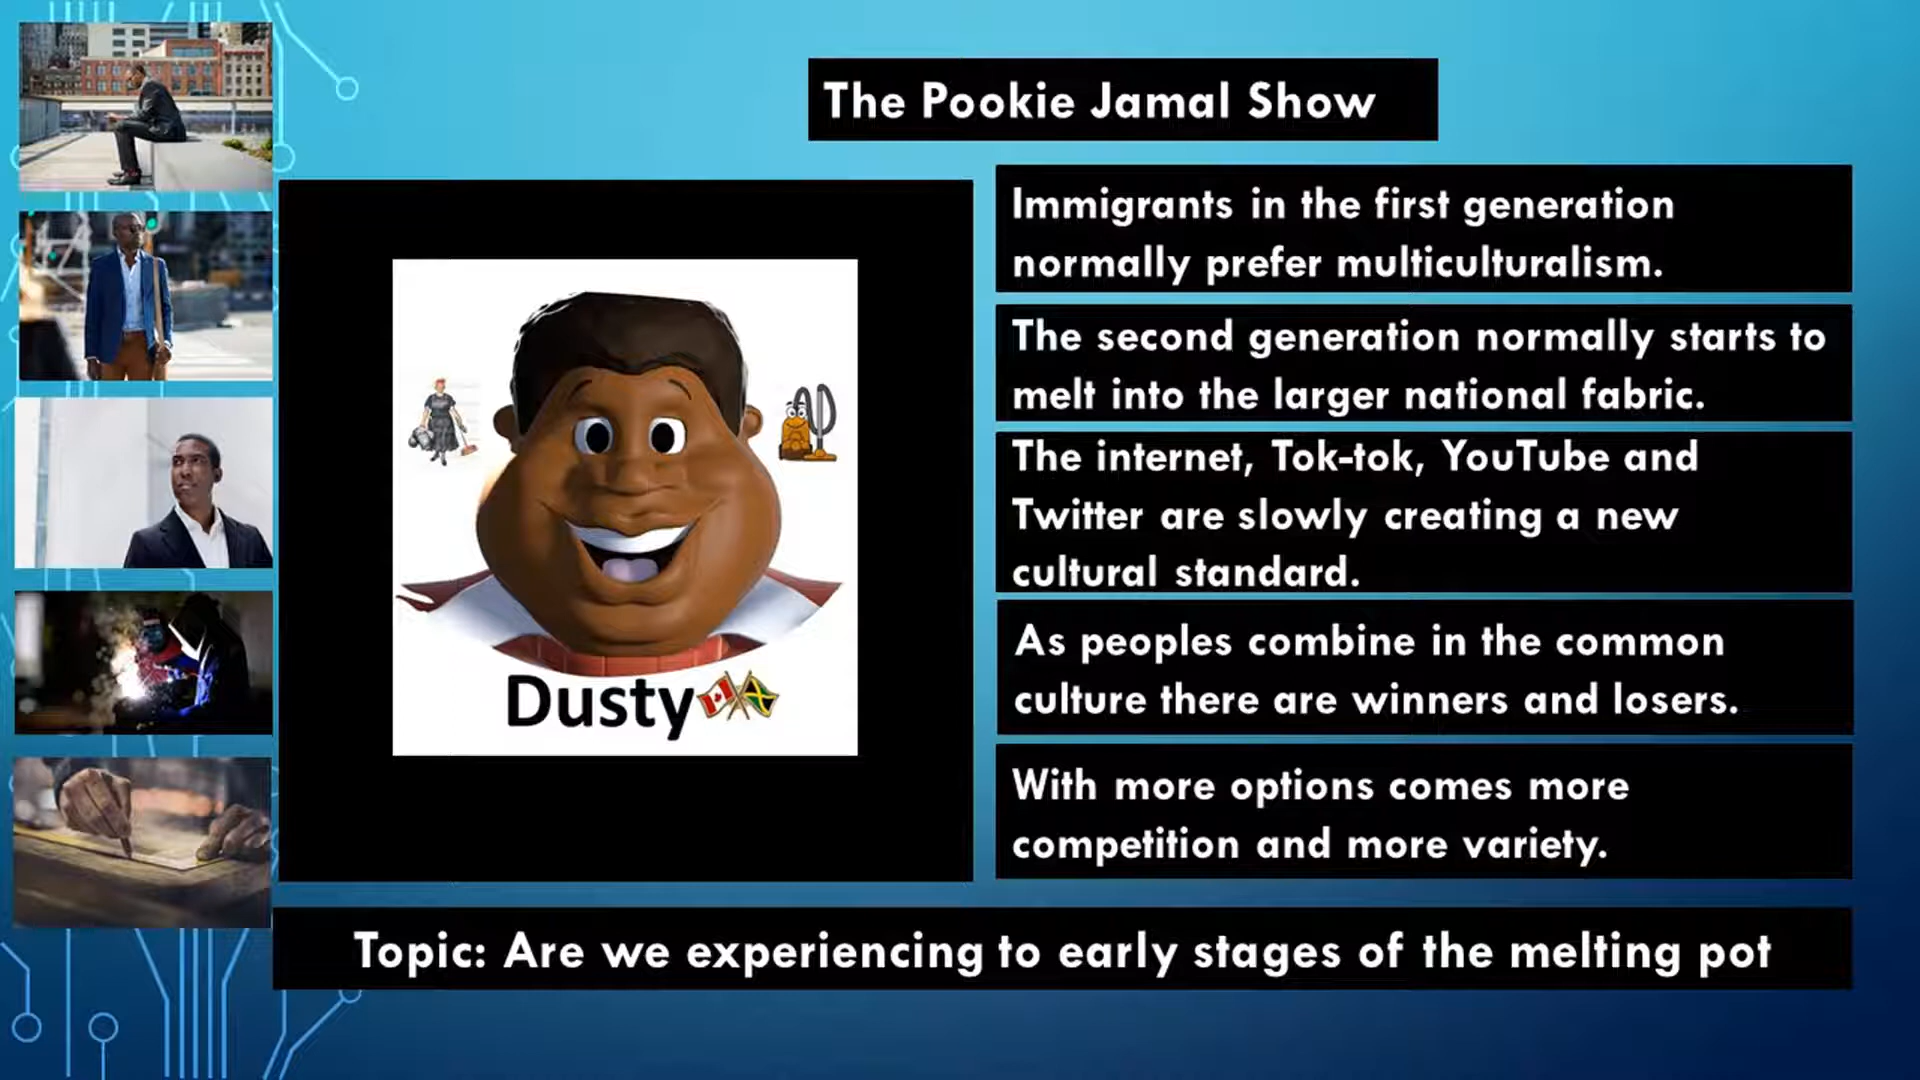 The Pookie Jamal Show
Immigrants in the first generation
normally prefer multiculturalism.
The second generation normally starts to
melt into the larger national fabric.
The internet, Tok-tok, YouTube and
Twitter are slowly creating a new
cultural standard.
As peoples combine in the common
culture there are winners and losers.
With more options comes more
competition and more variety.
Dusty
Topic: Are we experiencing to early stages of the melting pot